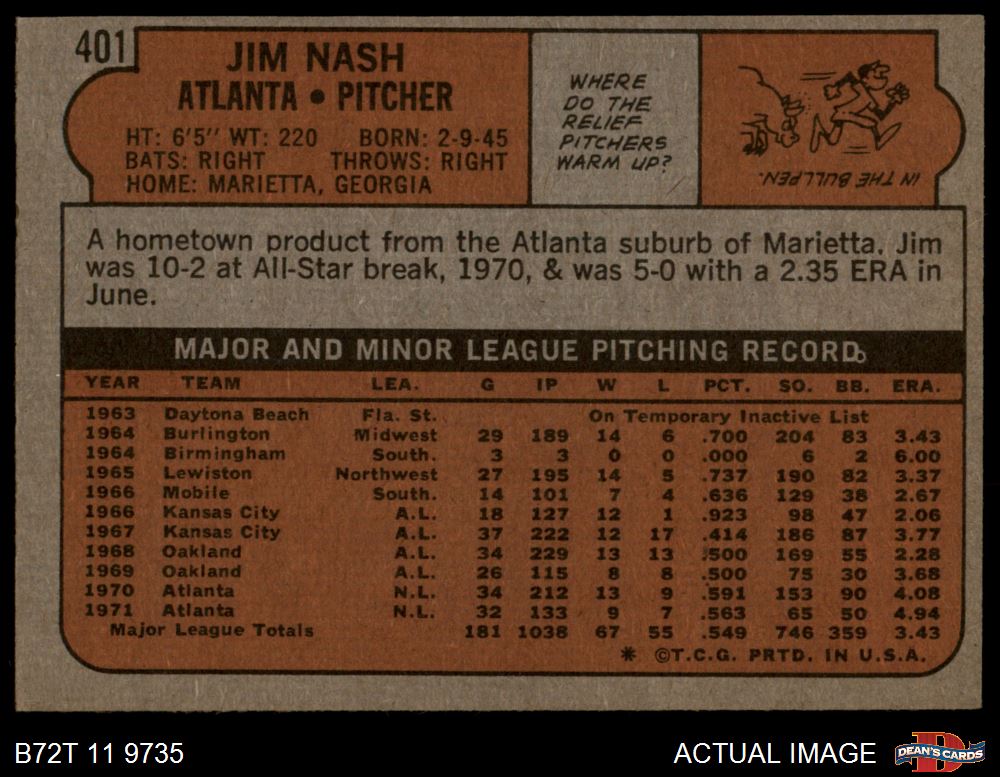 401
JIM NASH
ATLANTA • PITCHER
HT: 6'5" WT: 220 BORN: 2-9-45
BATS: RIGHT THROWS: RIGHT
HOME: MARIETTA, GEORGIA
WHERE
DO THE
RELIEF
PITCHERS
WARM UP?
IN THE BULLPEN.
A hometown product from the Atlanta suburb of Marietta. Jim
was 10-2 at All-Star break, 1970, & was 5-0 with a 2.35 ERA in
June.
MAJOR AND MINOR LEAGUE PITCHING RECORD
YEAR TEAM LEA. G IP W L PCT. SO. BB. ERA.
1963 Daytona Beach Fla. St. On Temporary Inactive List
1964 Burlington Midwest 29 189 14 6 .700 204 83 3.43
1964 Birmingham South. 3 3 0 0 .000 6 2 6.00
1965 Lewiston Northwest 27 195 14 5 .737 190 82 3.37
1966 Mobile South. 14 101 7 4 .636 129 38 2.67
1966 Kansas City A.L. 18 127 12 1 .923 98 47 2.06
1967 Kansas City A.L. 37 222 12 17 .414 186 87 3.77
1968 Oakland A.L. 34 229 13 13 .500 169 55 2.28
1969 Oakland A.L. 26 115 8 8 .500 75 30 3.68
1970 Atlanta N.L. 34 212 13 9 .591 153 90 4.08
1971 Atlanta N.L. 32 133 9 7 .563 65 50 4.94
Major League Totals 181 1038 67 55 .549 746 359 3.43
* ©T.C.G. PRTD. IN U.S.A.
B72T 11 9735 ACTUAL IMAGE D DEAN'S CARDS